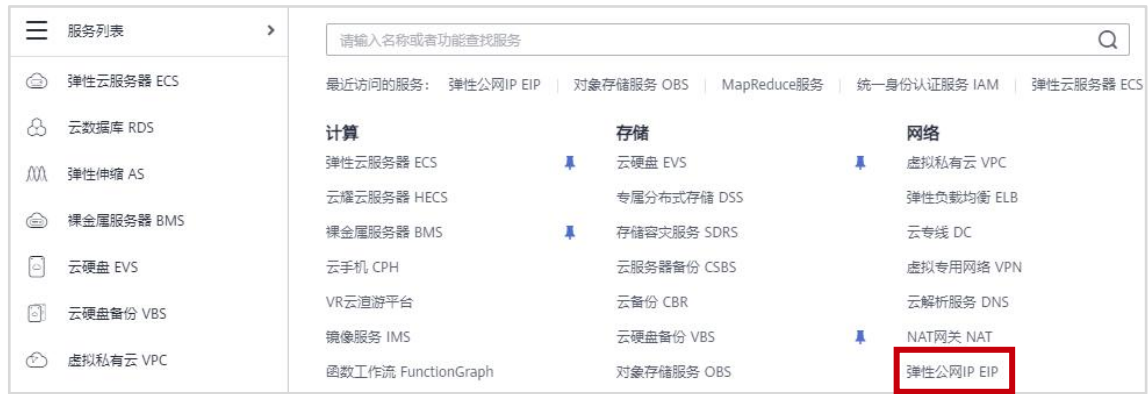 服务列表
弹性云服务器 ECS
云数据库 RDS
弹性伸缩 AS
裸金属服务器 BMS
云硬盘 EVS
云硬盘备份 VBS
虚拟私有云 VPC
请输入名称或者功能查找服务
最近访问的服务： 弹性公网IP EIP 对象存储服务 OBS MapReduce服务 统一身份认证服务 IAM 弹性云服务器 ECS
计算
弹性云服务器 ECS
云耀云服务器 HECS
裸金属服务器 BMS
云手机 CPH
VR云渲游平台
镜像服务 IMS
函数工作流 FunctionGraph
存储
云硬盘 EVS
专属分布式存储 DSS
存储容灾服务 SDRS
云服务器备份 CSBS
云备份 CBR
云硬盘备份 VBS
对象存储服务 OBS
网络
虚拟私有云 VPC
弹性负载均衡 ELB
云专线 DC
虚拟专用网络 VPN
云解析服务 DNS
NAT网关 NAT
弹性公网IP EIP